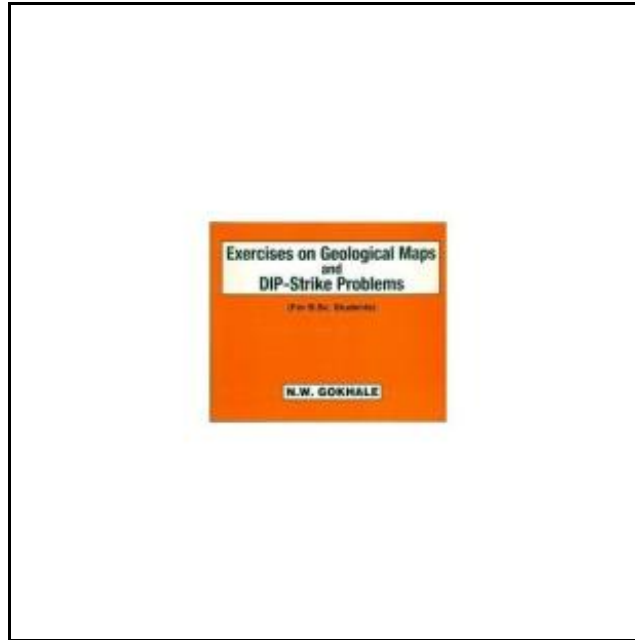 Exercises on Geological Maps
and
DIP-Strike Problems
(For B.Sc. Students)
N.W. GOKHALE